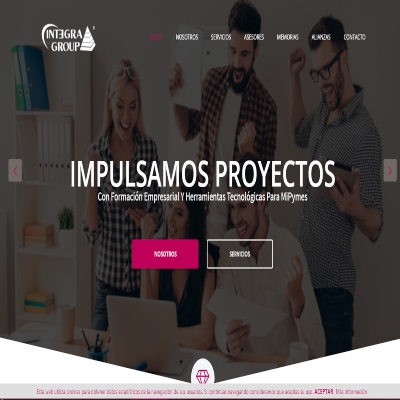 INTEGRA
GROUP
INICIO NOSOTROS SERVICIOS ASESORES MEMORIAS ALIANZAS CONTACTO
IMPULSAMOS PROYECTOS
Con Formación Empresarial Y Herramientas Tecnológicas Para MiPymes
NOSOTROS SERVICIOS
Esta web utiliza cookies para obtener datos estadísticos de la navegación de sus usuarios. Si continúas navegando consideramos que aceptas su uso. ACEPTAR Más información